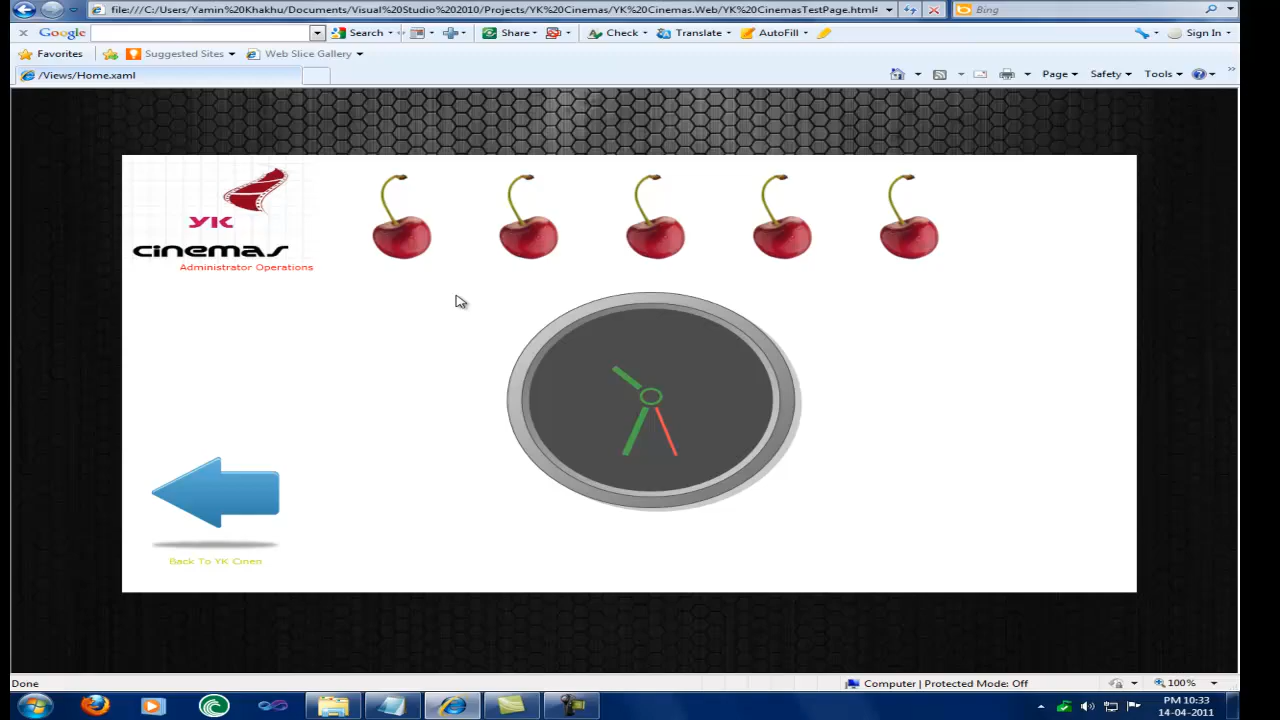 file:///C:/Users/Yamin%20Khakhu/Documents/Visual%20Studio%202010/Projects/YK%20Cinemas/YK%20Cinemas.Web/YK%20CinemasTestPage.html#
Bing
Google
Search
Share
Check
Translate
AutoFill
Sign In
Favorites
Suggested Sites
Web Slice Gallery
/Views/Home.xaml
Page
Safety
Tools
YK
cinemas
Administrator Operations
Back To YK Cinen
Done
Computer | Protected Mode: Off
100%
PM 10:33
14-04-2011